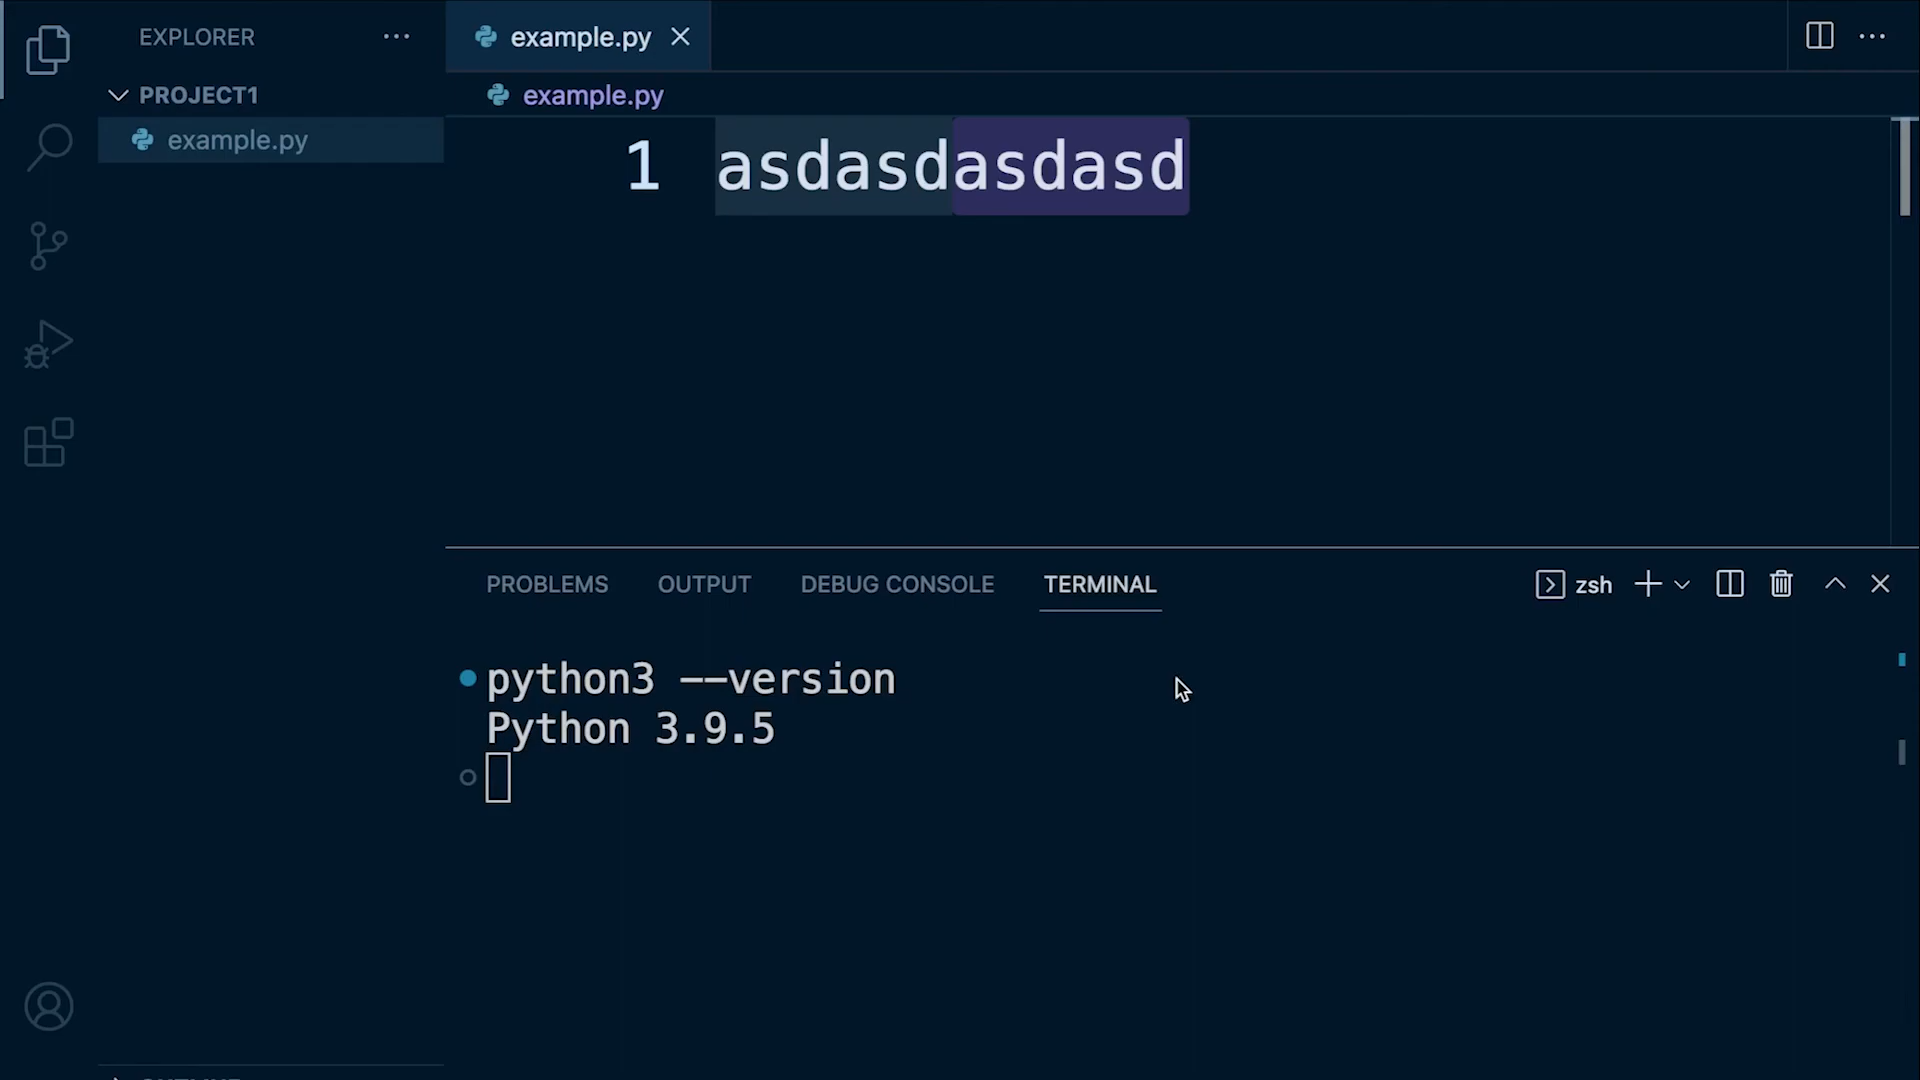 EXPLORER
example.py
PROJECT1
example.py
example.py
1 asdasdasdasd
PROBLEMS OUTPUT DEBUG CONSOLE TERMINAL
zsh
python3 --version
Python 3.9.5